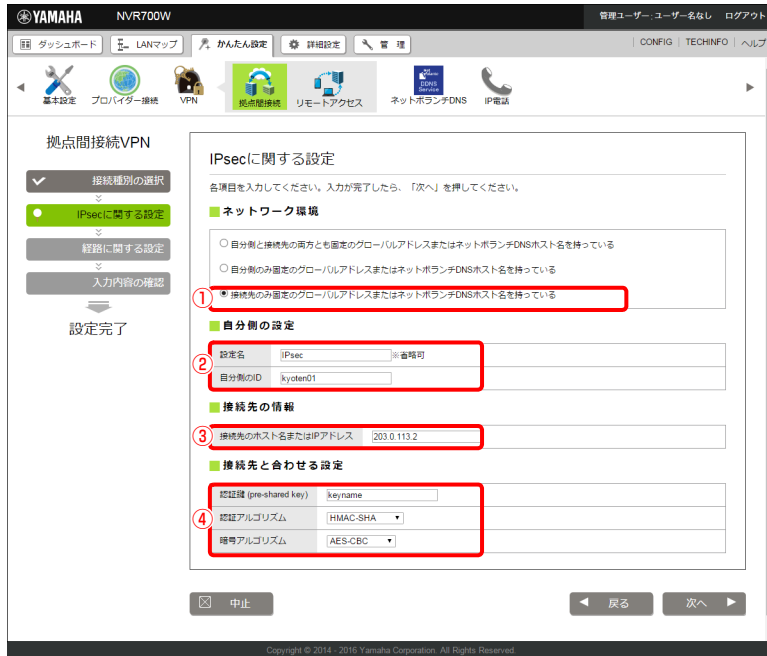 YAMAHA NVR700W 管理ユーザー:ユーザー名なし ログアウト
ダッシュボード LANマップ かんたん設定 詳細設定 管理 CONFIG TECHINFO ヘルプ
基本設定 プロバイダー接続 VPN 拠点間接続 リモートアクセス Net Volante DDNS Service ネットボランチDNS IP電話
拠点間接続VPN
接続種別の選択
IPsecに関する設定
経路に関する設定
入力内容の確認
設定完了
IPsecに関する設定
各項目を入力してください。入力が完了したら、「次へ」を押してください。
ネットワーク環境
自分側と接続先の両方とも固定のグローバルアドレスまたはネットボランチDNSホスト名を持っている
自分側のみ固定のグローバルアドレスまたはネットボランチDNSホスト名を持っている
① 接続先のみ固定のグローバルアドレスまたはネットボランチDNSホスト名を持っている
自分側の設定
② 設定名 IPsec ※省略可
自分側のID kyoten01
接続先の情報
③ 接続先のホスト名またはIPアドレス 203.0.113.2
接続先と合わせる設定
④ 認証鍵 (pre-shared key) keyname
認証アルゴリズム HMAC-SHA
暗号アルゴリズム AES-CBC
中止 戻る 次へ
Copyright © 2014 - 2016 Yamaha Corporation. All Rights Reserved.